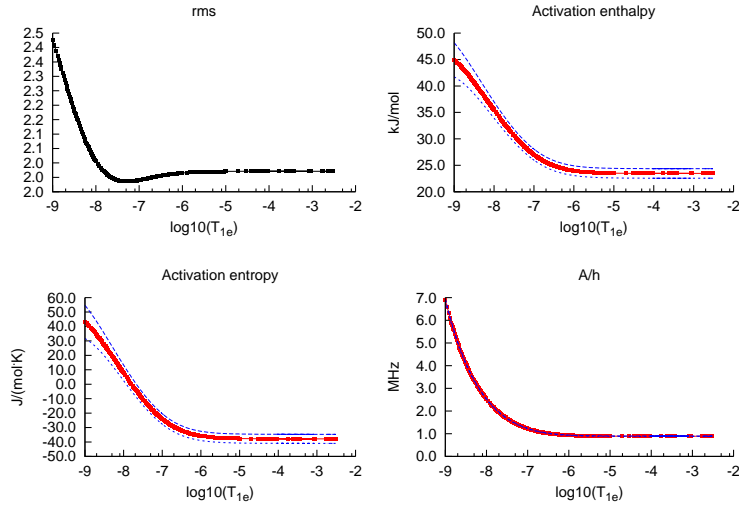 rms
2.5
2.4
2.4
2.3
2.2
2.2
2.1
2.1
2.0
2.0
2.0
-9 -8 -7 -6 -5 -4 -3 -2
log10(T1e)
Activation enthalpy
kJ/mol
50.0
45.0
40.0
35.0
30.0
25.0
20.0
-9 -8 -7 -6 -5 -4 -3 -2
log10(T1e)
Activation entropy
J/(mol*K)
60.0
50.0
40.0
30.0
20.0
10.0
0.0
-10.0
-20.0
-30.0
-40.0
-50.0
-9 -8 -7 -6 -5 -4 -3 -2
log10(T1e)
A/h
MHz
7.0
6.0
5.0
4.0
3.0
2.0
1.0
0.0
-9 -8 -7 -6 -5 -4 -3 -2
log10(T1e)